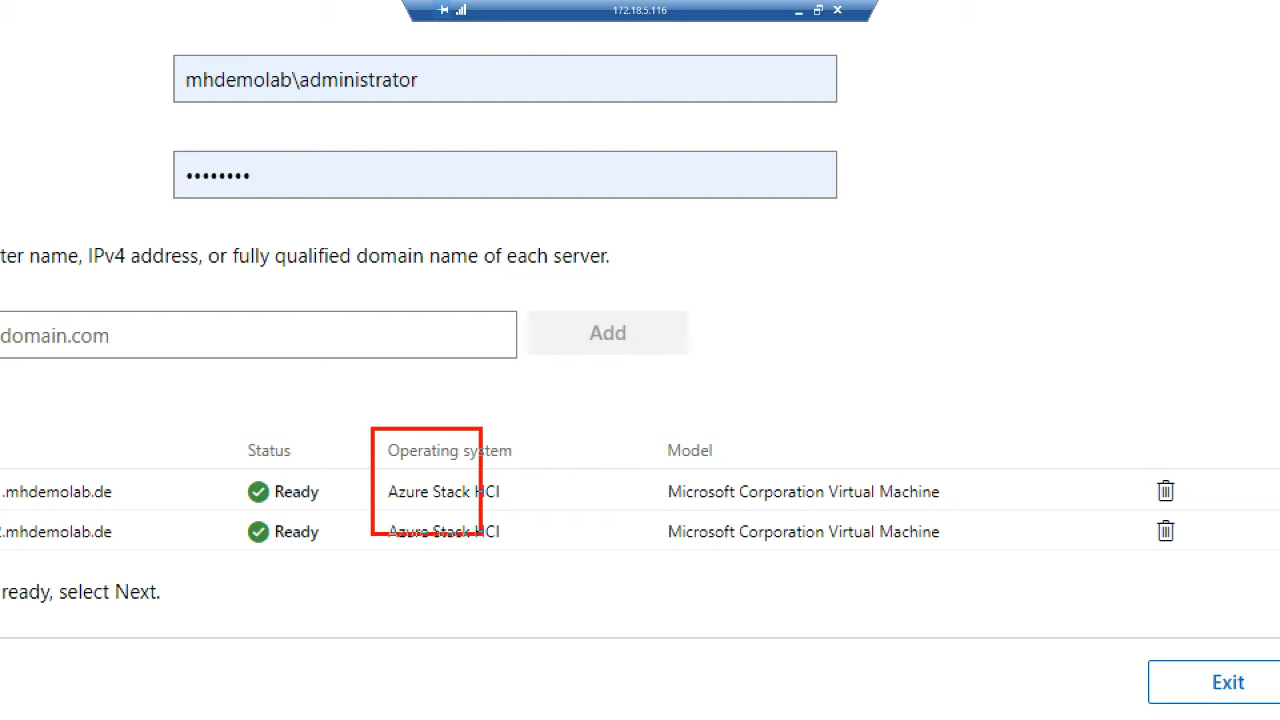 172.18.5.116
mhdemolab\administrator
••••••••
ter name, IPv4 address, or fully qualified domain name of each server.
domain.com
Add
Status Operating system Model
.mhdemolab.de Ready Azure Stack HCI Microsoft Corporation Virtual Machine
.mhdemolab.de Ready Azure Stack HCI Microsoft Corporation Virtual Machine
ready, select Next.
Exit